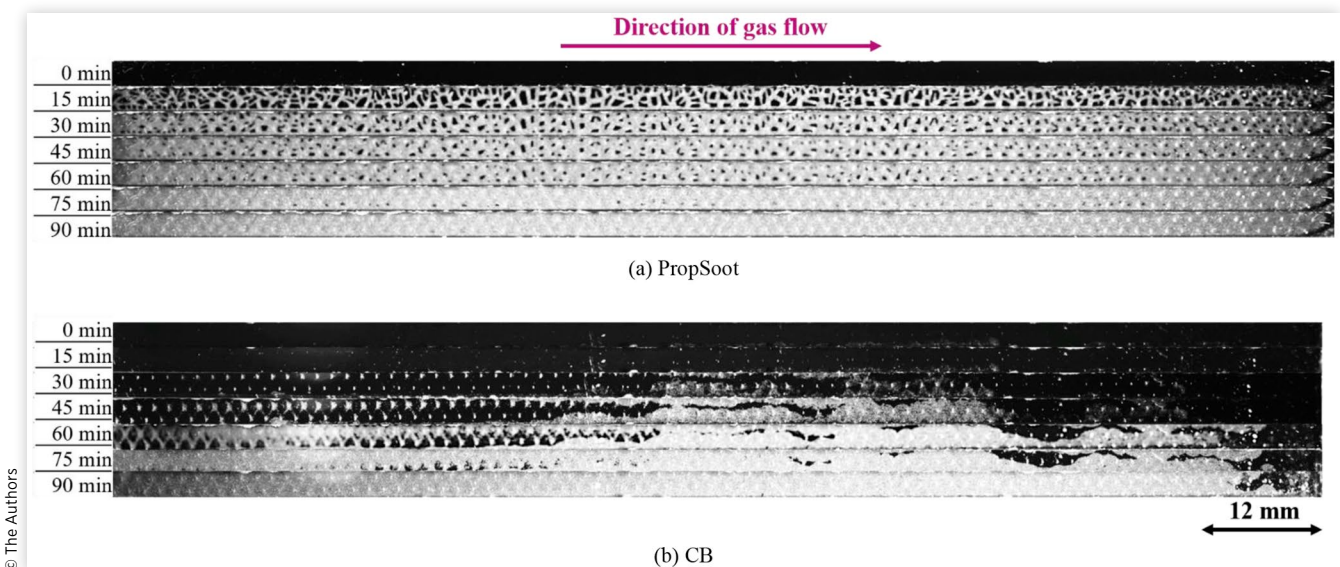 Direction of gas flow
0 min
15 min
30 min
45 min
60 min
75 min
90 min
(a) PropSoot
0 min
15 min
30 min
45 min
60 min
75 min
90 min
12 mm
(b) CB
© The Authors